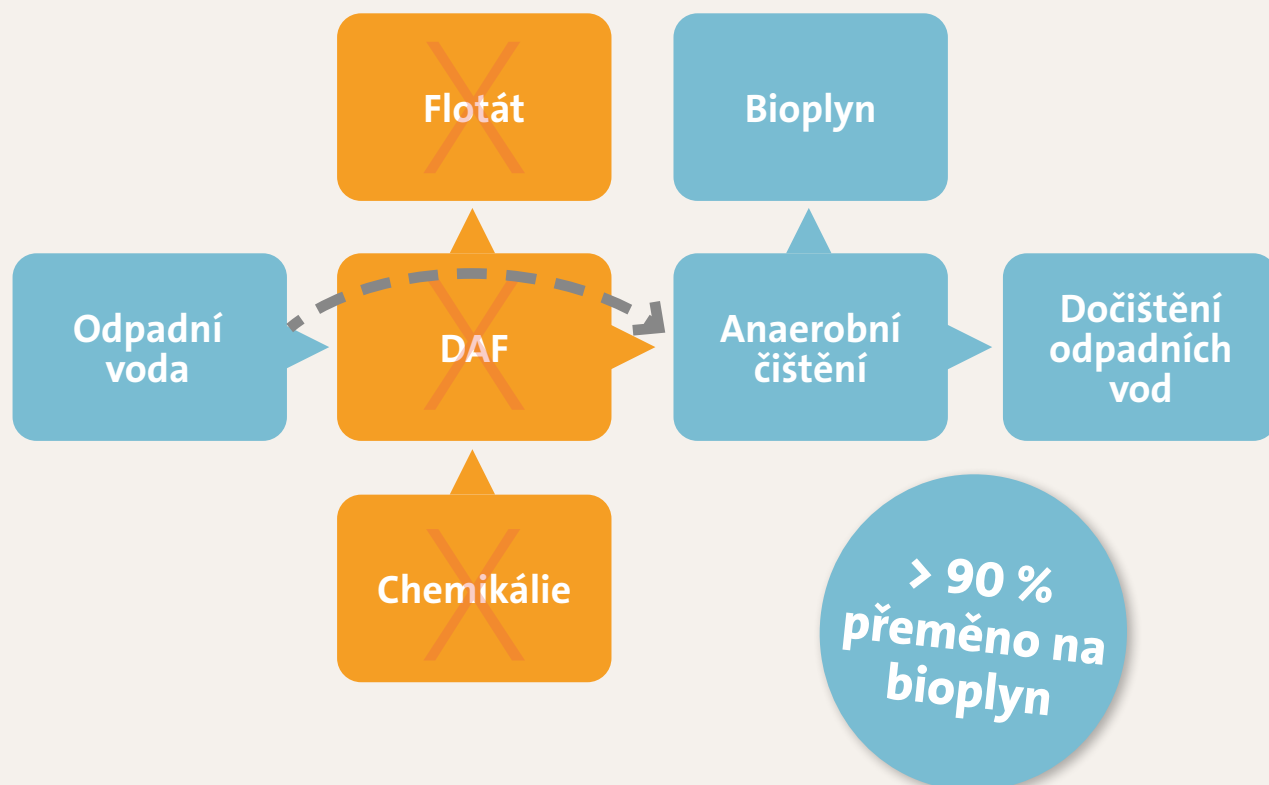 Flotát
Bioplyn
Odpadní
voda
DAF
Anaerobní
čištění
Dočištění
odpadních
vod
Chemikálie
> 90 %
přeměno na
bioplyn